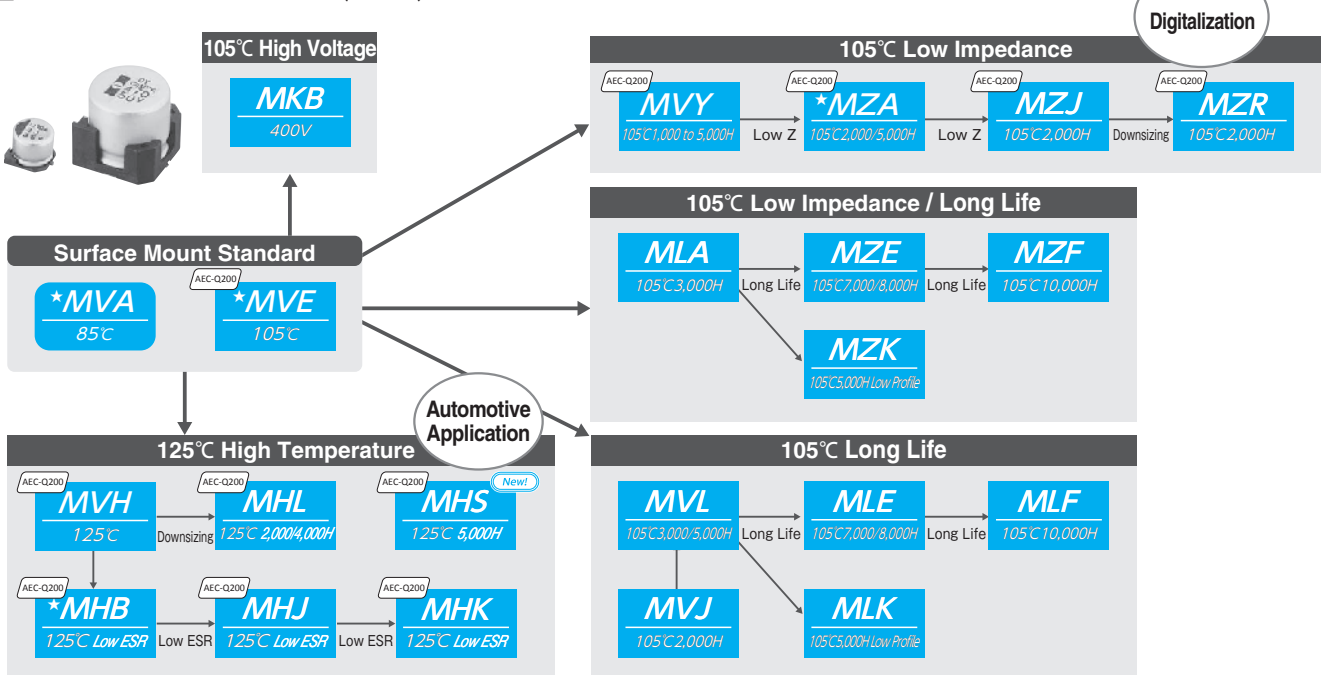 Digitalization
105℃ High Voltage
MKB
400V
105℃ Low Impedance
AEC-Q200
MVY
105℃1,000 to 5,000H
Low Z
AEC-Q200
★MZA
105℃2,000/5,000H
Low Z
AEC-Q200
MZJ
105℃2,000H
Downsizing
AEC-Q200
MZR
105℃2,000H
105℃ Low Impedance / Long Life
MLA
105℃3,000H
Long Life
MZE
105℃7,000/8,000H
Long Life
MZF
105℃10,000H
MZK
105℃5,000H Low Profile
Surface Mount Standard
★MVA
85℃
AEC-Q200
★MVE
105℃
Automotive
Application
125℃ High Temperature
AEC-Q200
MVH
125℃
Downsizing
AEC-Q200
MHL
125℃ 2,000/4,000H
AEC-Q200
New!
MHS
125℃ 5,000H
AEC-Q200
★MHB
125℃ Low ESR
Low ESR
AEC-Q200
MHJ
125℃ Low ESR
Low ESR
AEC-Q200
MHK
125℃ Low ESR
105℃ Long Life
MVL
105℃3,000/5,000H
Long Life
MLE
105℃7,000/8,000H
Long Life
MLF
105℃10,000H
MVJ
105℃2,000H
MLK
105℃5,000H Low Profile